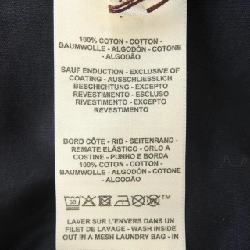 100% COTON - COTTON -
BAUMWOLLE - ALGODÓN - COTONE
- ALGODÃO
SAUF ENDUCTION - EXCLUSIVE OF
COATING - AUSSCHLIESSLICH
BESCHICHTUNG - EXCEPTO
REVESTIMIENTO - ESCLUSO
RIVESTIMENTO - EXCEPTO
REVESTIMENTO
BORD CÔTE - RIB - SEITENRAND -
REMATE ELÁSTICO - ORLO A
COSTINE - PUNHO E BORDA
100% COTON - COTTON -
BAUMWOLLE - ALGODÓN - COTONE
ALGODÃO
LAVER SUR L'ENVERS DANS UN
FILET DE LAVAGE - WASH INSIDE
OUT IN A MESH LAUNDRY BAG - IN